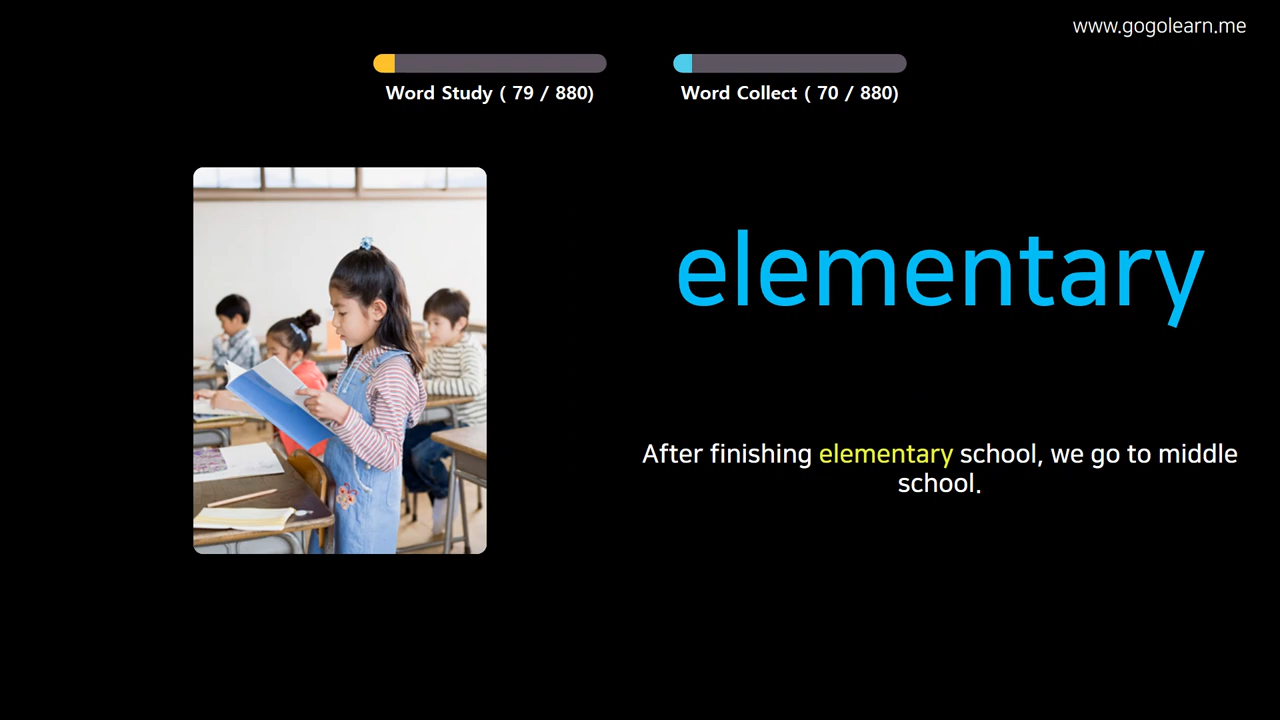 www.gogolearn.me
Word Study ( 79 / 880)
Word Collect ( 70 / 880)
elementary
After finishing elementary school, we go to middle
school.